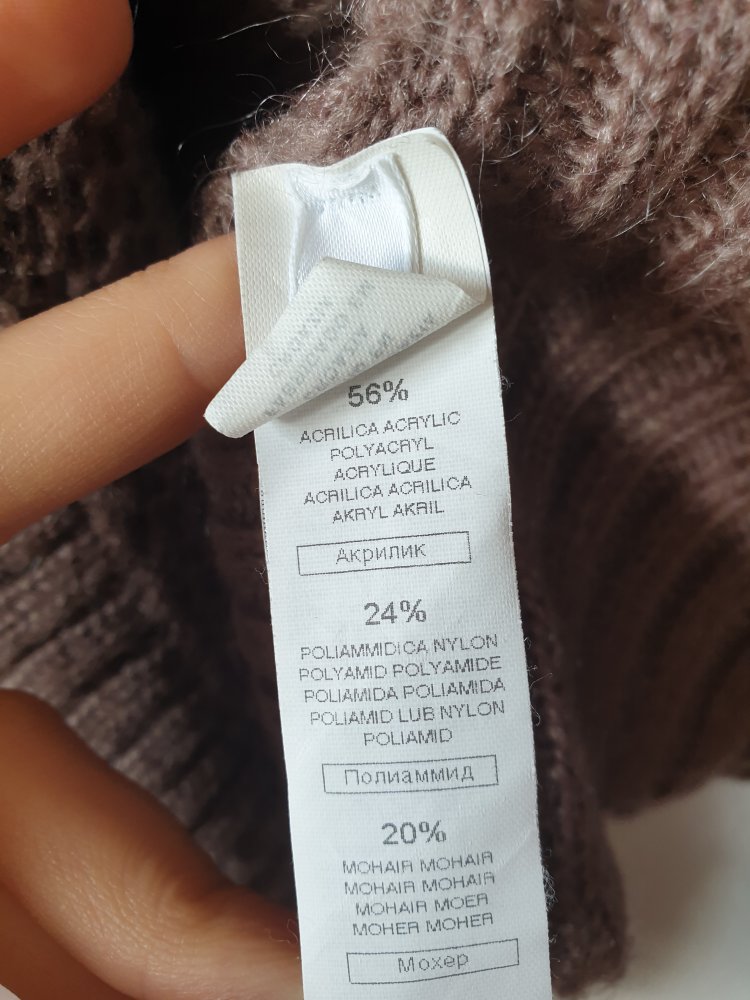 56%
ACRILICA ACRYLIC
POLYACRYL
ACRYLIQUE
ACRILICA ACRILICA
AKRYL AKRIL
Акрилик
24%
POLIAMMIDICA NYLON
POLYAMID POLYAMIDE
POLIAMIDA POLIAMIDA
POLIAMID LUB NYLON
POLIAMID
Полиаммид
20%
MOHAIR MOHAIR
MOHAIR MOHAIR
MOHAIR MOER
MOHER MOHER
Мохер